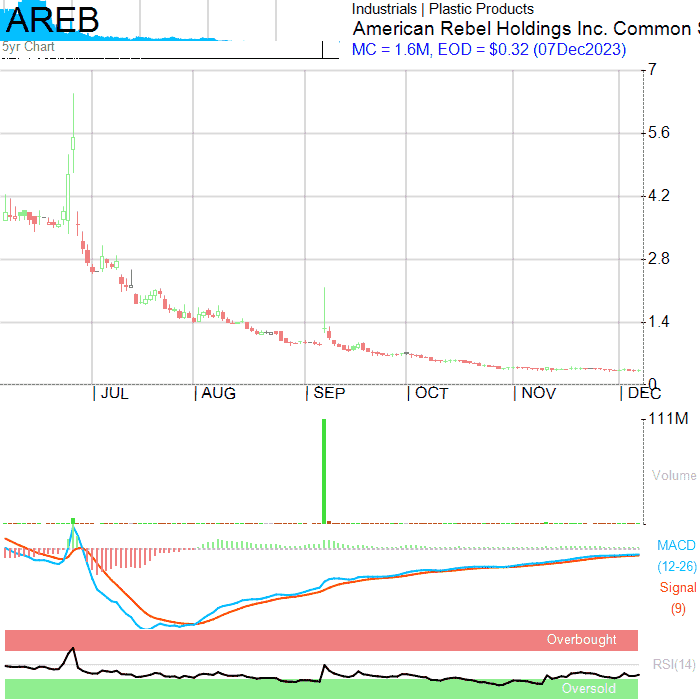 AREB
5yr Chart
Industrials | Plastic Products
American Rebel Holdings Inc. Common
MC = 1.6M, EOD = $0.32 (07Dec2023)
7
5.6
4.2
2.8
1.4
0
JUL AUG SEP OCT NOV DEC
111M
Volume
MACD
(12-26)
Signal
(9)
Overbought
RSI(14)
Oversold